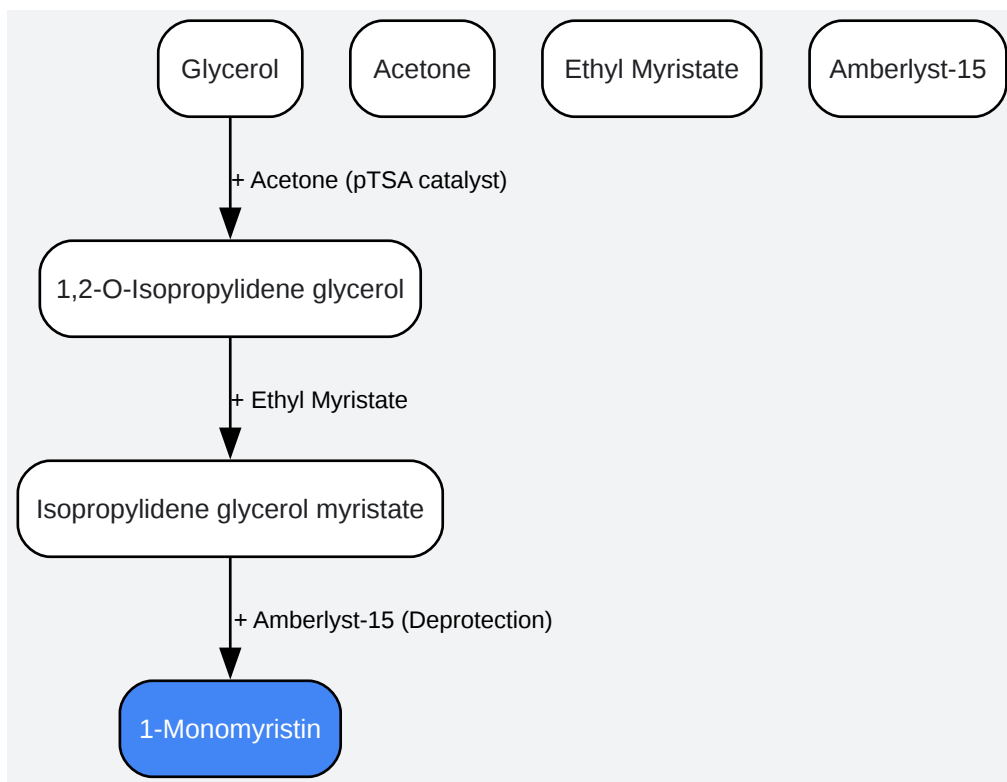 Glycerol
Acetone
Ethyl Myristate
Amberlyst-15
+ Acetone (pTSA catalyst)
1,2-O-Isopropylidene glycerol
+ Ethyl Myristate
Isopropylidene glycerol myristate
+ Amberlyst-15 (Deprotection)
1-Monomyristin